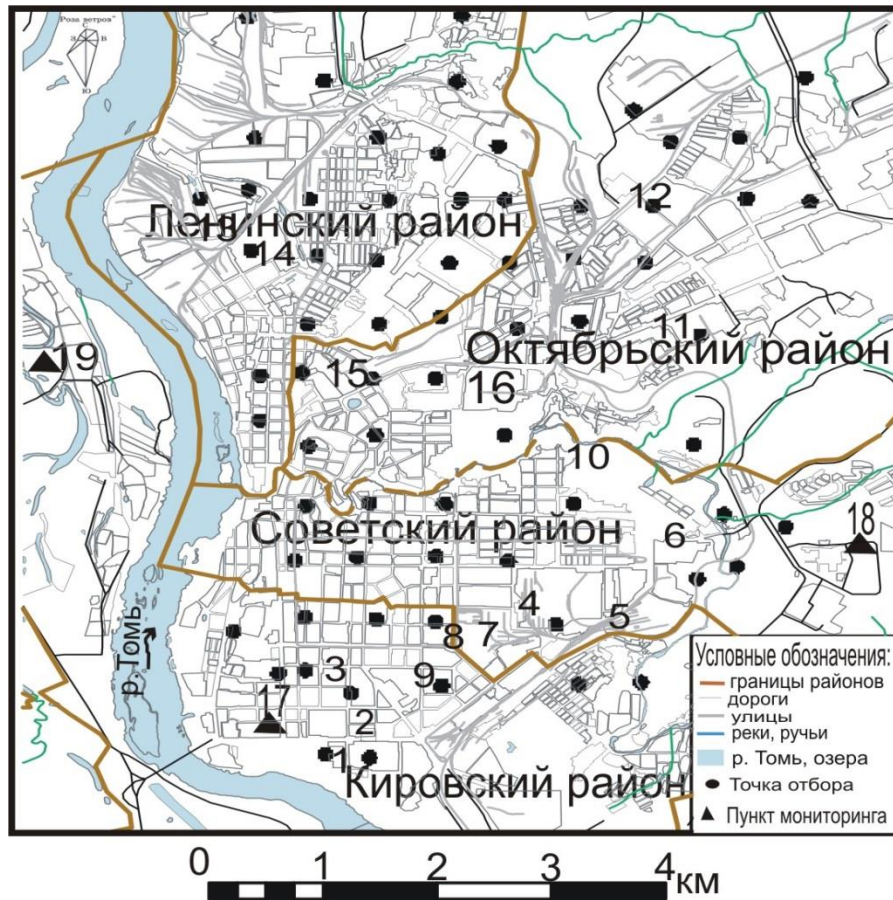 "Роза ветров"
С
З В
Ю
12
Ленинский район
13
14
11
19
Октябрьский район
15
16
10
Советский район
6
18
4
5
8 7
р. Томь
3
9
17
2
1
Кировский район
Условные обозначения:
границы районов
дороги
улицы
реки, ручьи
р. Томь, озера
Точка отбора
Пункт мониторинга
0 1 2 3 4 км